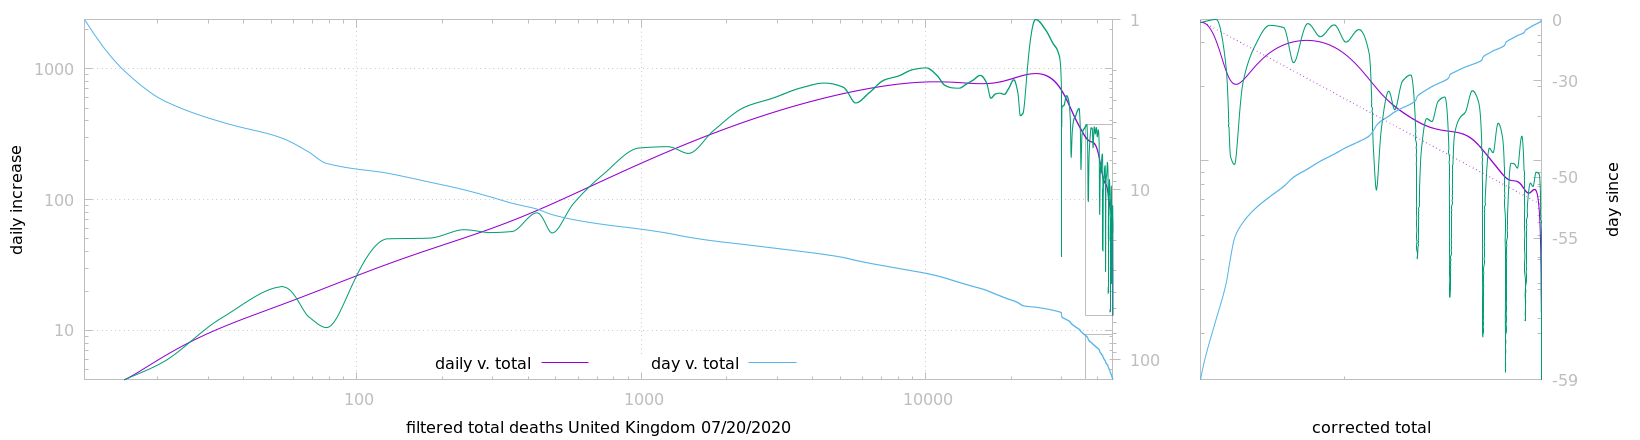 daily increase
1000
100
10
daily v. total
day v. total
100
1000
10000
1
10
100
filtered total deaths United Kingdom 07/20/2020
0
-30
-50
-55
-59
day since
corrected total